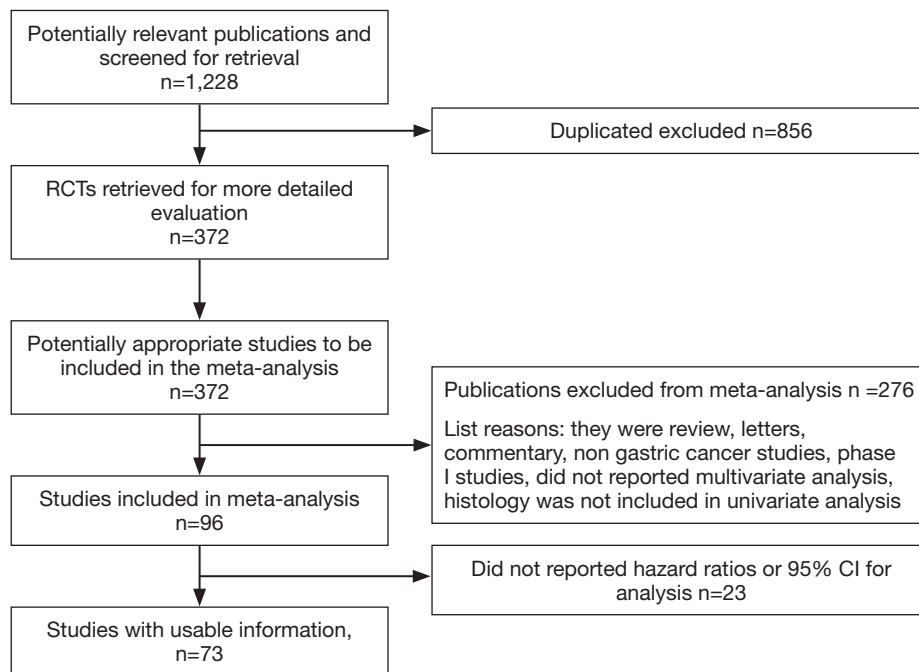 Potentially relevant publications and
screened for retrieval
n=1,228
Duplicated excluded n=856
RCTs retrieved for more detailed
evaluation
n=372
Potentially appropriate studies to be
included in the meta-analysis
n=372
Publications excluded from meta-analysis n =276
List reasons: they were review, letters,
commentary, non gastric cancer studies, phase
I studies, did not reported multivariate analysis,
histology was not included in univariate analysis
Studies included in meta-analysis
n=96
Did not reported hazard ratios or 95% CI for
analysis n=23
Studies with usable information,
n=73